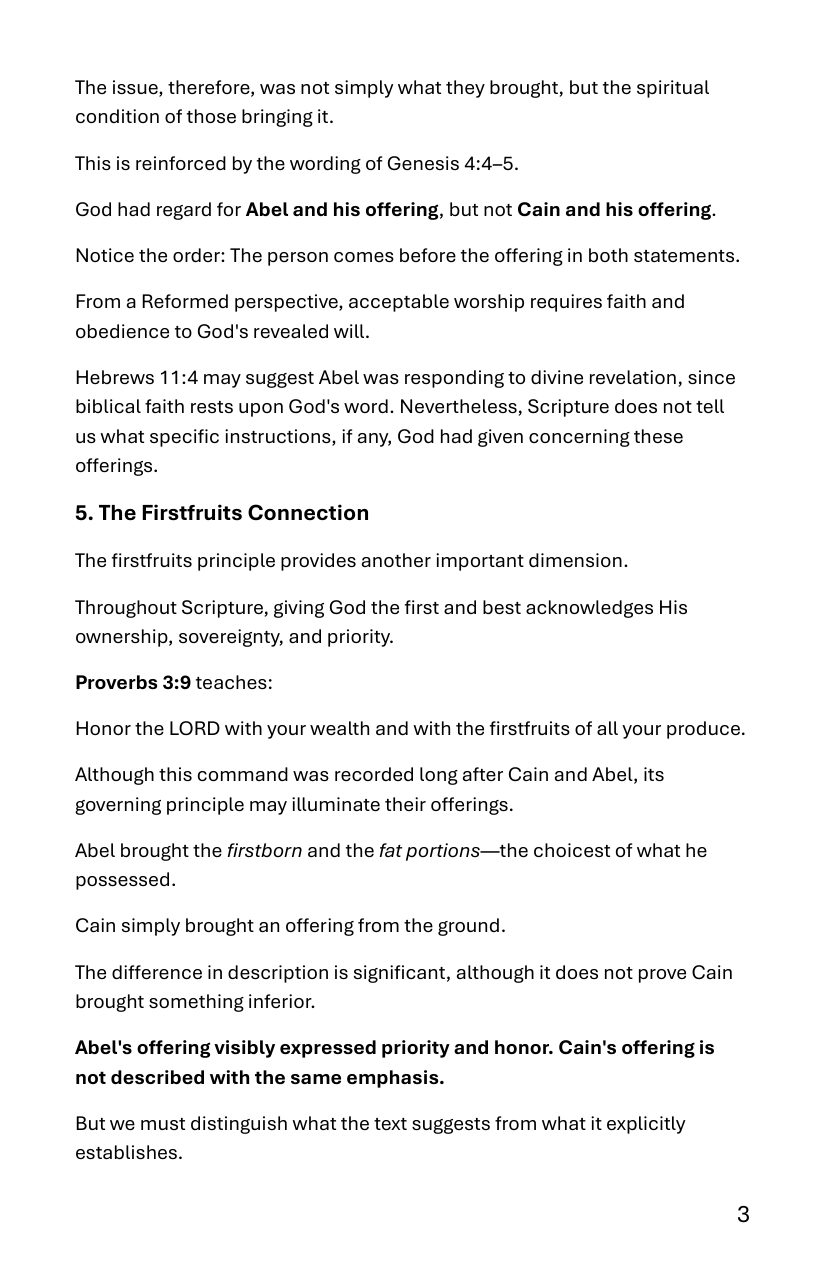 The issue, therefore, was not simply what they brought, but the spiritual
condition of those bringing it.
This is reinforced by the wording of Genesis 4:4–5.
God had regard for Abel and his offering, but not Cain and his offering.
Notice the order: The person comes before the offering in both statements.
From a Reformed perspective, acceptable worship requires faith and
obedience to God's revealed will.
Hebrews 11:4 may suggest Abel was responding to divine revelation, since
biblical faith rests upon God's word. Nevertheless, Scripture does not tell
us what specific instructions, if any, God had given concerning these
offerings.
5. The Firstfruits Connection
The firstfruits principle provides another important dimension.
Throughout Scripture, giving God the first and best acknowledges His
ownership, sovereignty, and priority.
Proverbs 3:9 teaches:
Honor the LORD with your wealth and with the firstfruits of all your produce.
Although this command was recorded long after Cain and Abel, its
governing principle may illuminate their offerings.
Abel brought the firstborn and the fat portions—the choicest of what he
possessed.
Cain simply brought an offering from the ground.
The difference in description is significant, although it does not prove Cain
brought something inferior.
Abel's offering visibly expressed priority and honor. Cain's offering is
not described with the same emphasis.
But we must distinguish what the text suggests from what it explicitly
establishes.
3